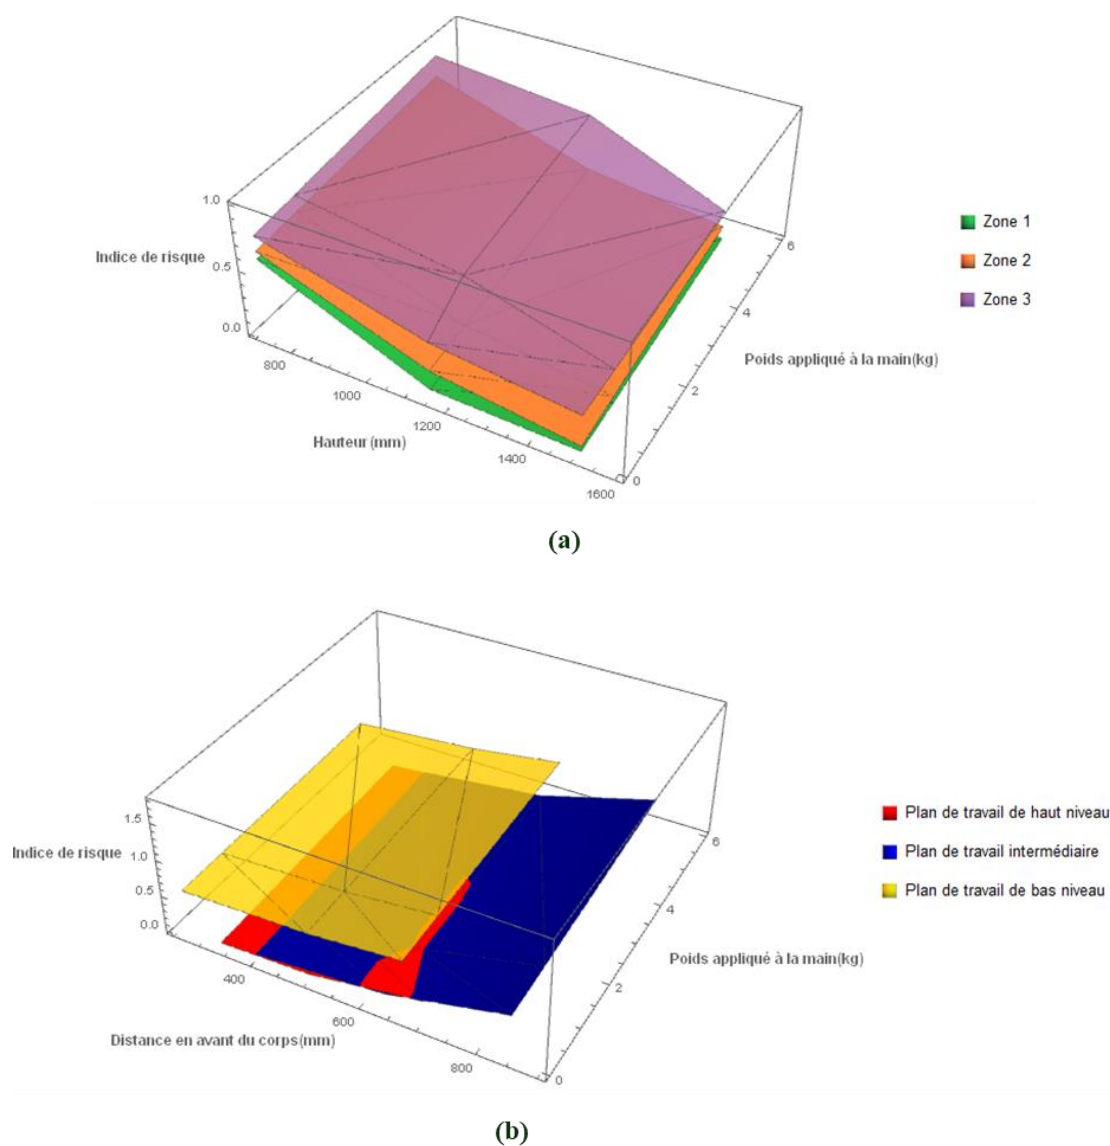 1.0
Indice de risque
0.5
0.0
800
1000
Hauteur (mm)
1200
1400
1600
0
2
4
6
Poids appliqué à la main(kg)
Zone 1
Zone 2
Zone 3
(a)
1.5
Indice de risque
1.0
0.5
0.0
400
600
Distance en avant du corps(mm)
800
0
2
4
6
Poids appliqué à la main(kg)
Plan de travail de haut niveau
Plan de travail intermédiaire
Plan de travail de bas niveau
(b)